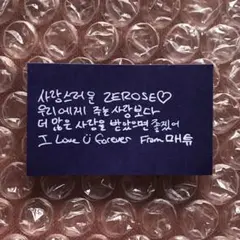 사랑스러운 ZEROSE♡
우리에게 주는 사랑보다
더 많은 사랑을 받았으면 좋겠어
I Love Ü Forever From 매튜